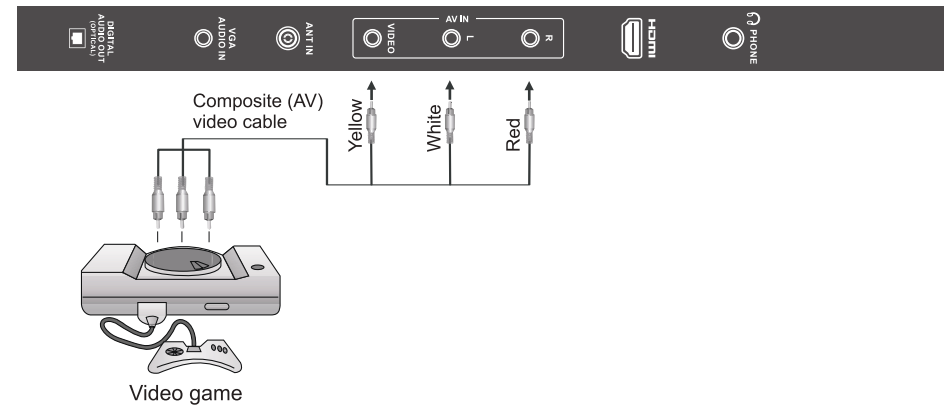 DIGITAL
AUDIO OUT
(OPTICAL)
VGA
AUDIO IN
ANT IN
AV IN
VIDEO
L
R
HDMI
PHONE
Composite (AV)
video cable
Yellow
White
Red
Video game